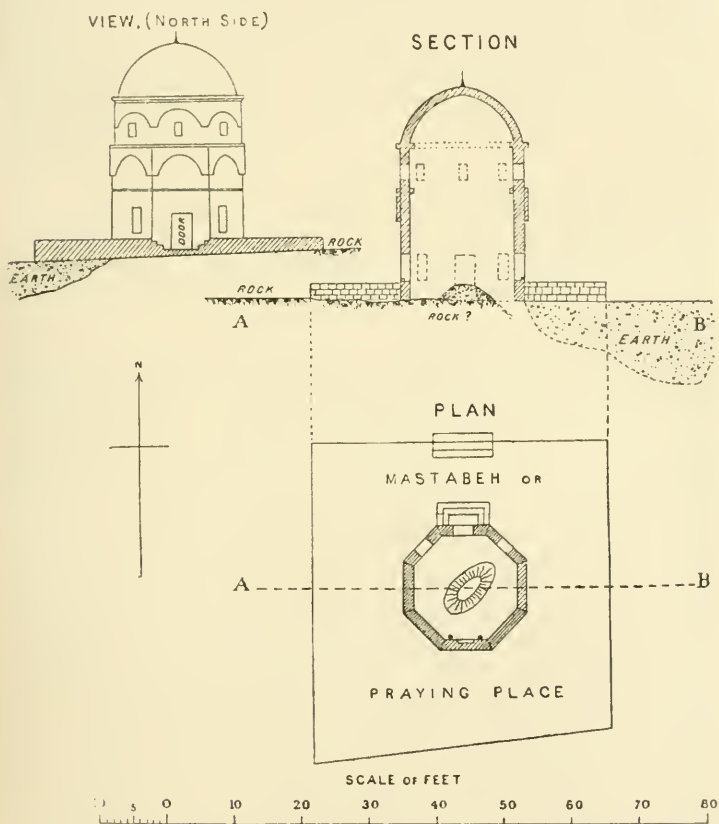 VIEW. (NORTH SIDE)
SECTION
DOOR
ROCK
EARTH
ROCK
A
ROCK ?
B
EARTH
N
PLAN
MASTABEH OR
A
B
PRAYING PLACE
SCALE OF FEET
5 0 10 20 30 40 50 60 70 80